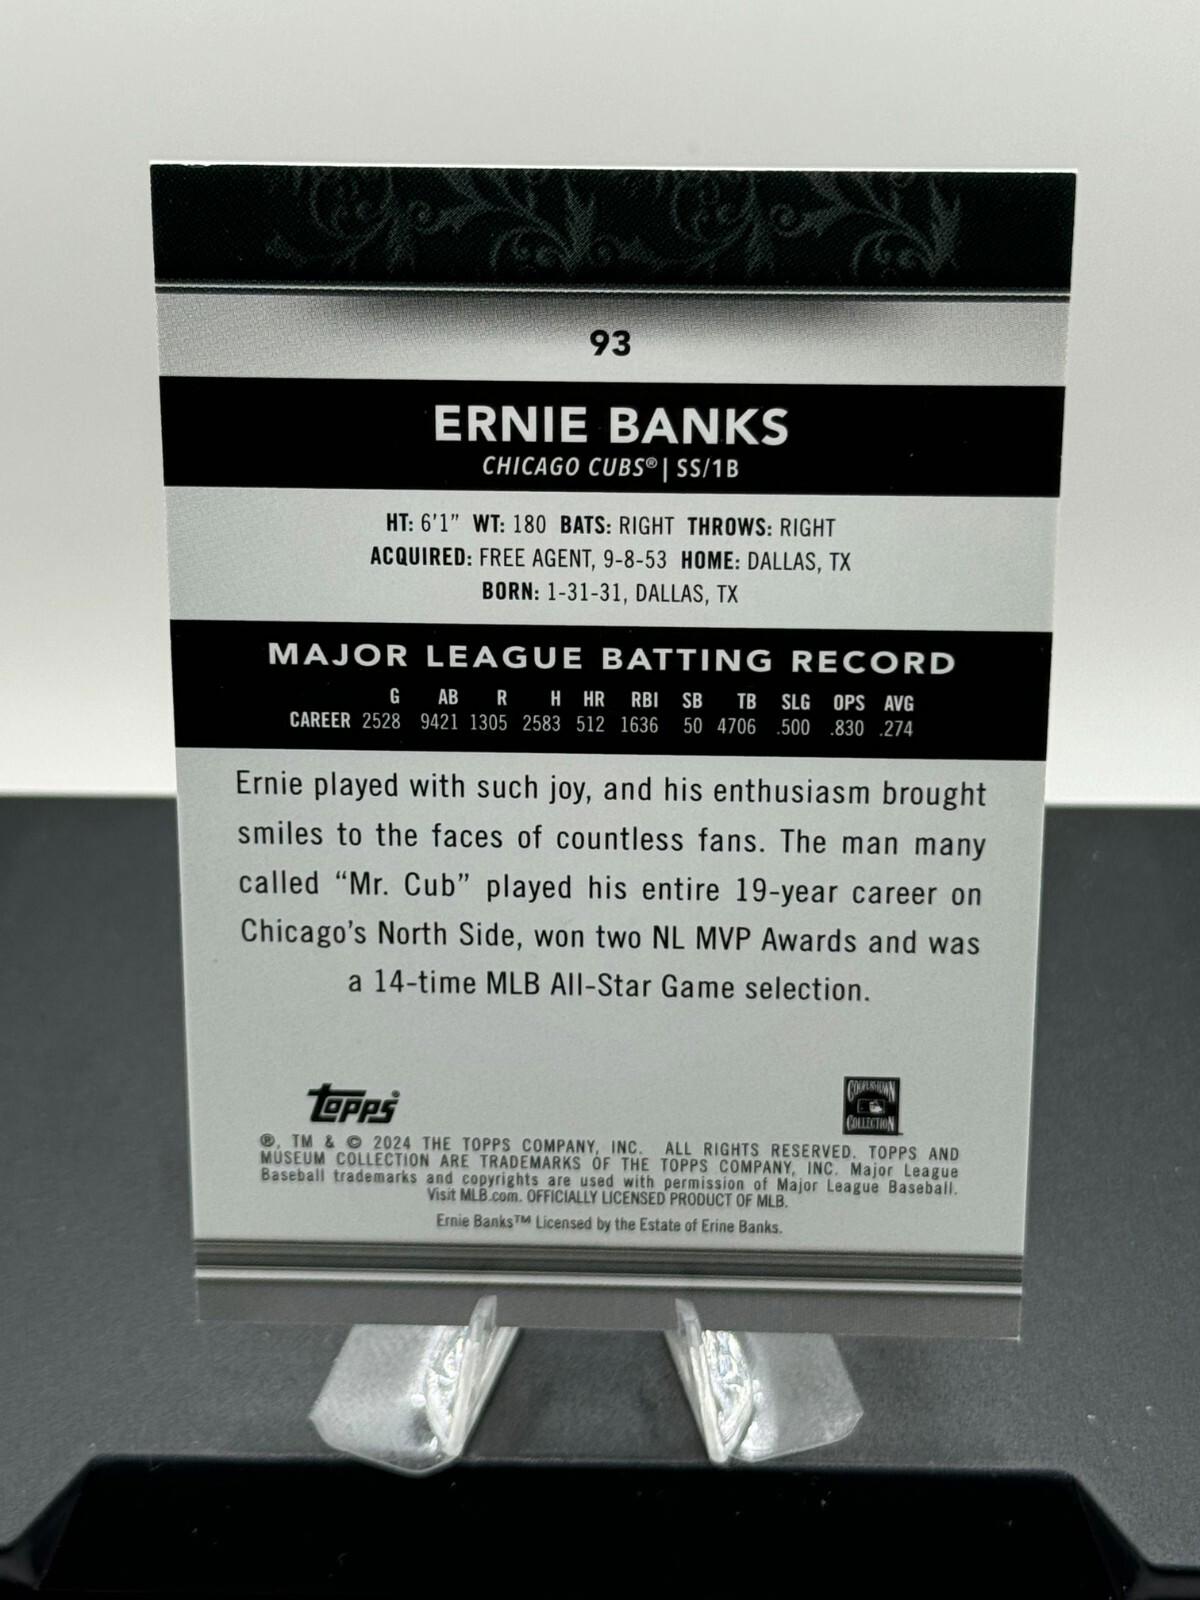 93
ERNIE BANKS
CHICAGO CUBS® | SS/1B
HT: 6'1" WT: 180 BATS: RIGHT THROWS: RIGHT
ACQUIRED: FREE AGENT, 9-8-53 HOME: DALLAS, TX
BORN: 1-31-31, DALLAS, TX
MAJOR LEAGUE BATTING RECORD
G AB R H HR RBI SB TB SLG OPS AVG
CAREER 2528 9421 1305 2583 512 1636 50 4706 .500 .830 .274
Ernie played with such joy, and his enthusiasm brought
smiles to the faces of countless fans. The man many
called “Mr. Cub” played his entire 19-year career on
Chicago’s North Side, won two NL MVP Awards and was
a 14-time MLB All-Star Game selection.
topps®
COOPERSTOWN
COLLECTION
®, TM & © 2024 THE TOPPS COMPANY, INC. ALL RIGHTS RESERVED. TOPPS AND
MUSEUM COLLECTION ARE TRADEMARKS OF THE TOPPS COMPANY, INC. Major League
Baseball trademarks and copyrights are used with permission of Major League Baseball.
Visit MLB.com. OFFICIALLY LICENSED PRODUCT OF MLB.
Ernie Banks™ Licensed by the Estate of Erine Banks.